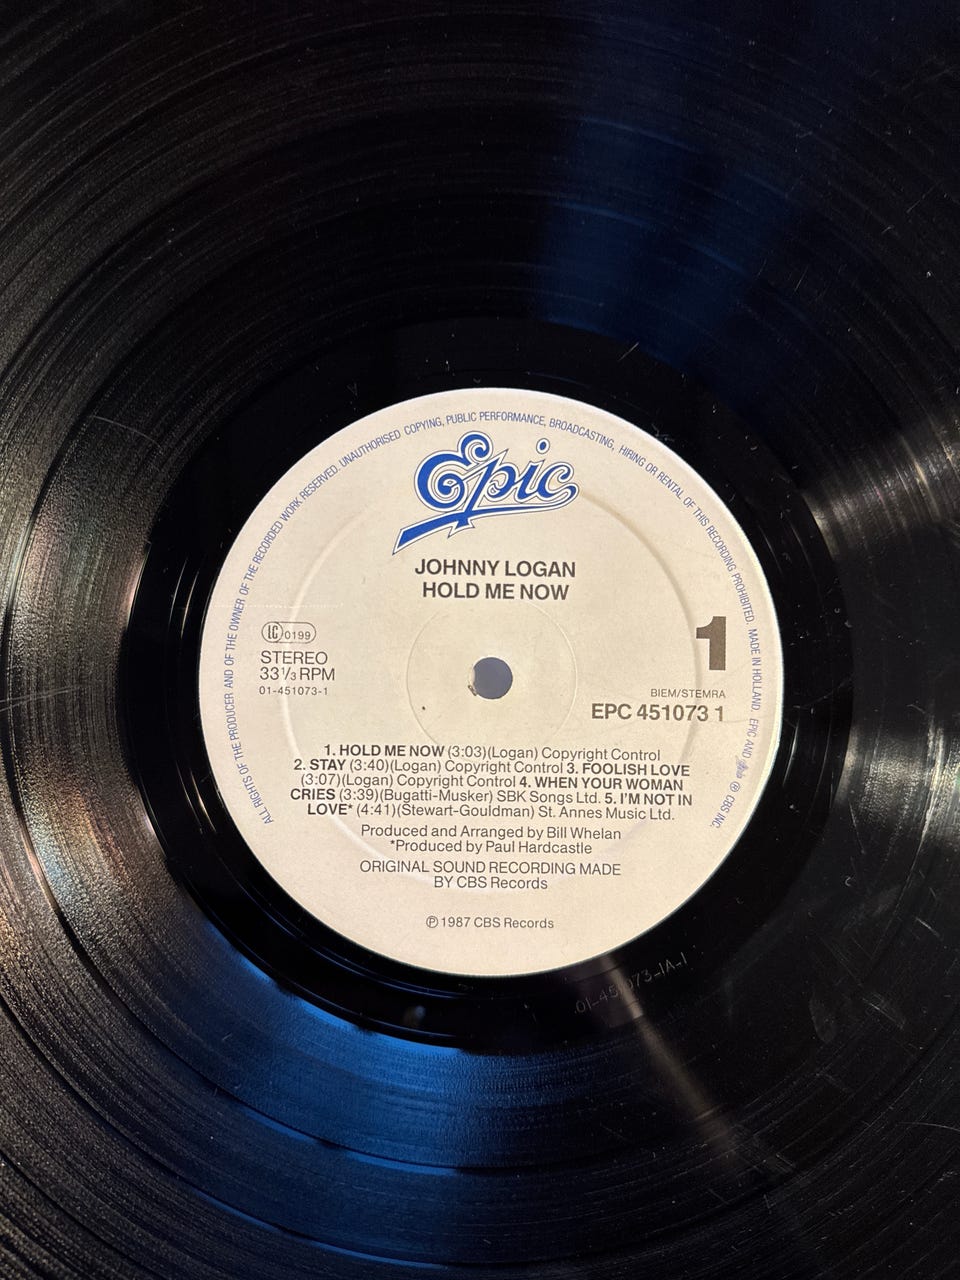 ALL RIGHTS OF THE PRODUCER AND OF THE OWNER OF THE RECORDED WORK RESERVED. UNAUTHORISED COPYING, PUBLIC PERFORMANCE, BROADCASTING, HIRING OR RENTAL OF THIS RECORDING PROHIBITED. MADE IN HOLLAND. EPIC AND Epic ® CBS INC.
Epic
JOHNNY LOGAN
HOLD ME NOW
1
LC 0199
STEREO
33⅓ RPM
01-451073-1
BIEM/STEMRA
EPC 451073 1
1. HOLD ME NOW (3:03)(Logan) Copyright Control
2. STAY (3:40)(Logan) Copyright Control 3. FOOLISH LOVE
(3:07)(Logan) Copyright Control 4. WHEN YOUR WOMAN
CRIES (3:39)(Bugatti-Musker) SBK Songs Ltd. 5. I'M NOT IN
LOVE* (4:41)(Stewart-Gouldman) St. Annes Music Ltd.
Produced and Arranged by Bill Whelan
*Produced by Paul Hardcastle
ORIGINAL SOUND RECORDING MADE
BY CBS Records
℗ 1987 CBS Records
01-451073-1A-1